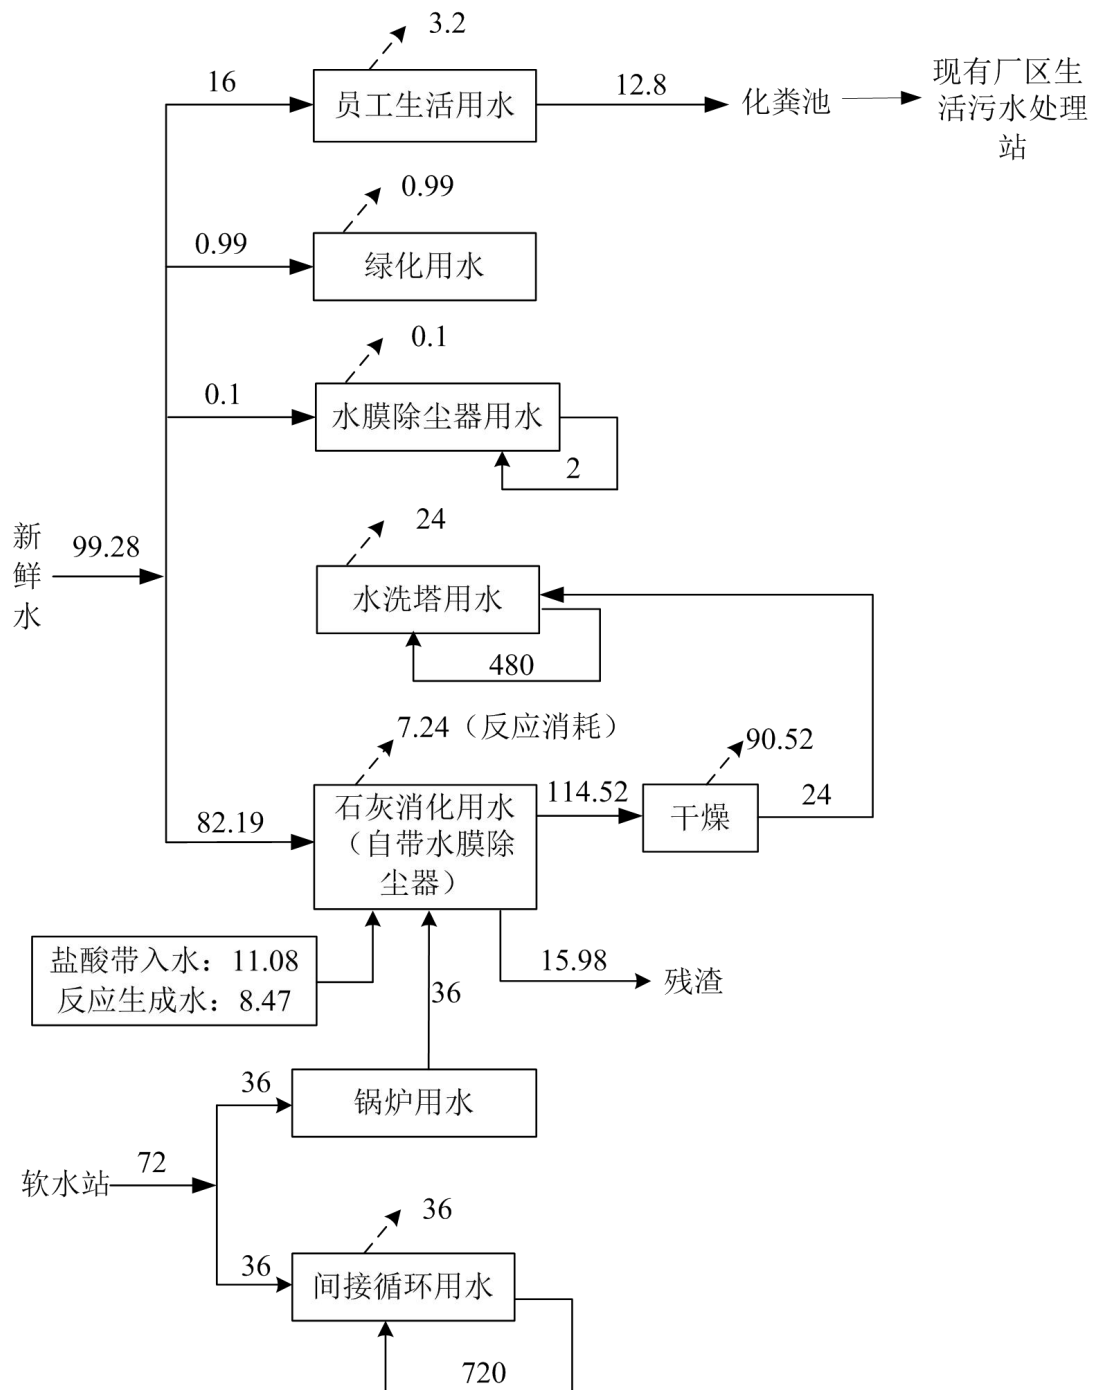 3.2
16
员工生活用水
12.8
化粪池
现有厂区生
活污水处理
站
0.99
0.99
绿化用水
0.1
0.1
水膜除尘器用水
2
新
鲜
水
99.28
24
水洗塔用水
480
7.24（反应消耗）
90.52
82.19
石灰消化用水
（自带水膜除
尘器）
114.52
干燥
24
盐酸带入水：11.08
反应生成水：8.47
36
15.98
残渣
36
锅炉用水
软水站
72
36
36
间接循环用水
720